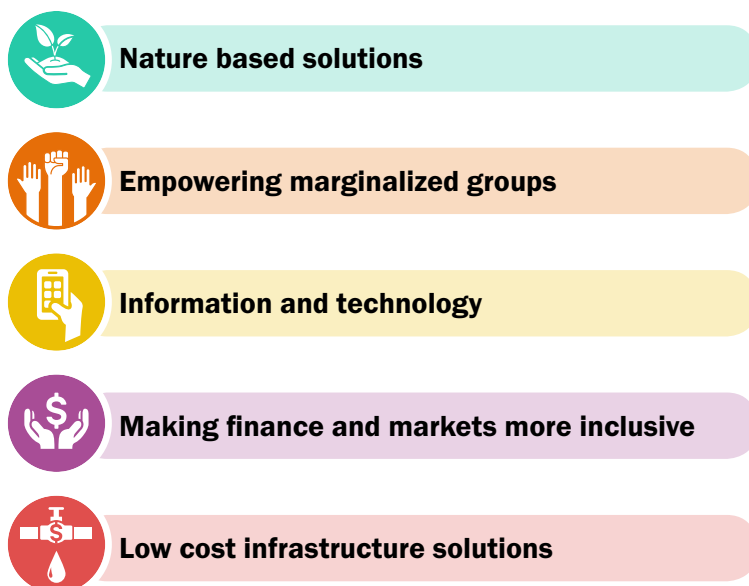 Nature based solutions
Empowering marginalized groups
Information and technology
$
Making finance and markets more inclusive
$
Low cost infrastructure solutions